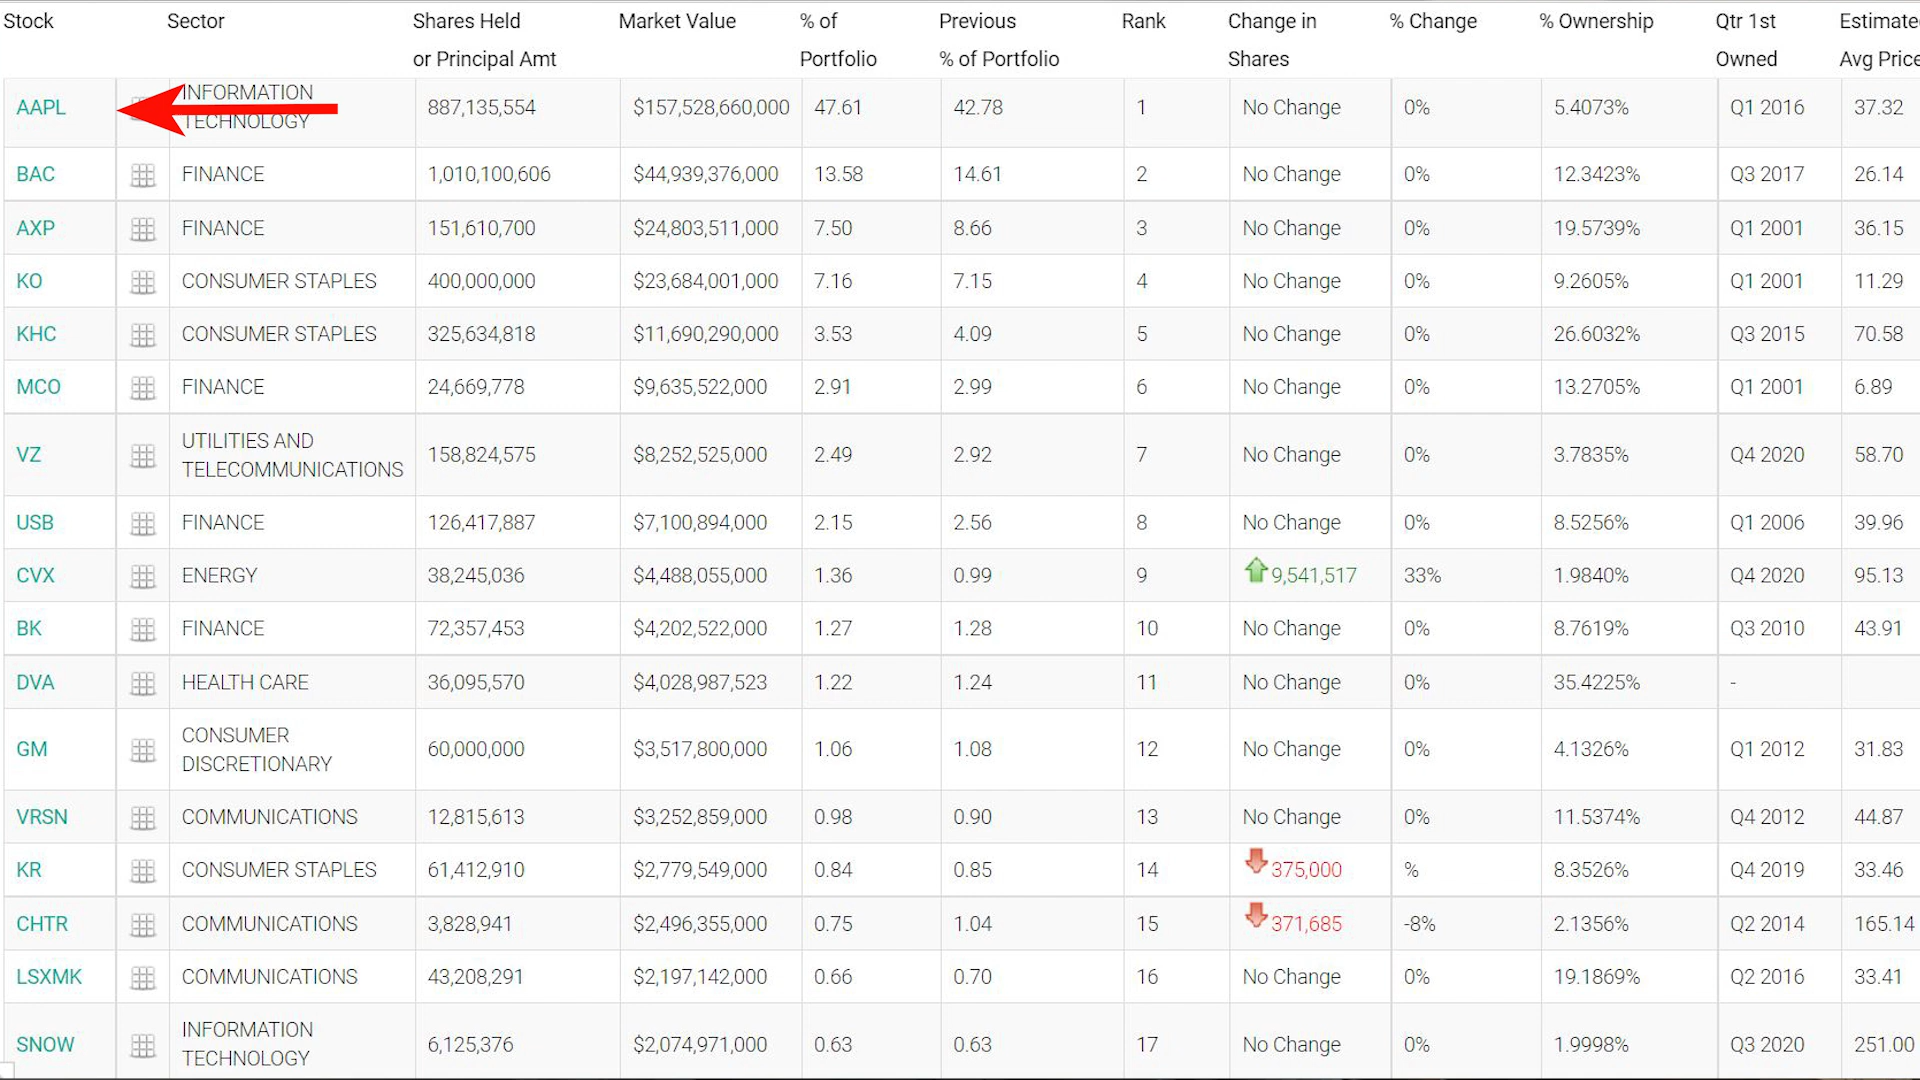 Stock Sector Shares Held Market Value % of Previous Rank Change in % Change % Ownership Qtr 1st Estimate
or Principal Amt Portfolio % of Portfolio Shares Owned Avg Price
AAPL INFORMATION TECHNOLOGY 887,135,554 $157,528,660,000 47.61 42.78 1 No Change 0% 5.4073% Q1 2016 37.32
BAC FINANCE 1,010,100,606 $44,939,376,000 13.58 14.61 2 No Change 0% 12.3423% Q3 2017 26.14
AXP FINANCE 151,610,700 $24,803,511,000 7.50 8.66 3 No Change 0% 19.5739% Q1 2001 36.15
KO CONSUMER STAPLES 400,000,000 $23,684,001,000 7.16 7.15 4 No Change 0% 9.2605% Q1 2001 11.29
KHC CONSUMER STAPLES 325,634,818 $11,690,290,000 3.53 4.09 5 No Change 0% 26.6032% Q3 2015 70.58
MCO FINANCE 24,669,778 $9,635,522,000 2.91 2.99 6 No Change 0% 13.2705% Q1 2001 6.89
VZ UTILITIES AND TELECOMMUNICATIONS 158,824,575 $8,252,525,000 2.49 2.92 7 No Change 0% 3.7835% Q4 2020 58.70
USB FINANCE 126,417,887 $7,100,894,000 2.15 2.56 8 No Change 0% 8.5256% Q1 2006 39.96
CVX ENERGY 38,245,036 $4,488,055,000 1.36 0.99 9 9,541,517 33% 1.9840% Q4 2020 95.13
BK FINANCE 72,357,453 $4,202,522,000 1.27 1.28 10 No Change 0% 8.7619% Q3 2010 43.91
DVA HEALTH CARE 36,095,570 $4,028,987,523 1.22 1.24 11 No Change 0% 35.4225% -
GM CONSUMER DISCRETIONARY 60,000,000 $3,517,800,000 1.06 1.08 12 No Change 0% 4.1326% Q1 2012 31.83
VRSN COMMUNICATIONS 12,815,613 $3,252,859,000 0.98 0.90 13 No Change 0% 11.5374% Q4 2012 44.87
KR CONSUMER STAPLES 61,412,910 $2,779,549,000 0.84 0.85 14 375,000 % 8.3526% Q4 2019 33.46
CHTR COMMUNICATIONS 3,828,941 $2,496,355,000 0.75 1.04 15 371,685 -8% 2.1356% Q2 2014 165.14
LSXMK COMMUNICATIONS 43,208,291 $2,197,142,000 0.66 0.70 16 No Change 0% 19.1869% Q2 2016 33.41
SNOW INFORMATION TECHNOLOGY 6,125,376 $2,074,971,000 0.63 0.63 17 No Change 0% 1.9998% Q3 2020 251.00